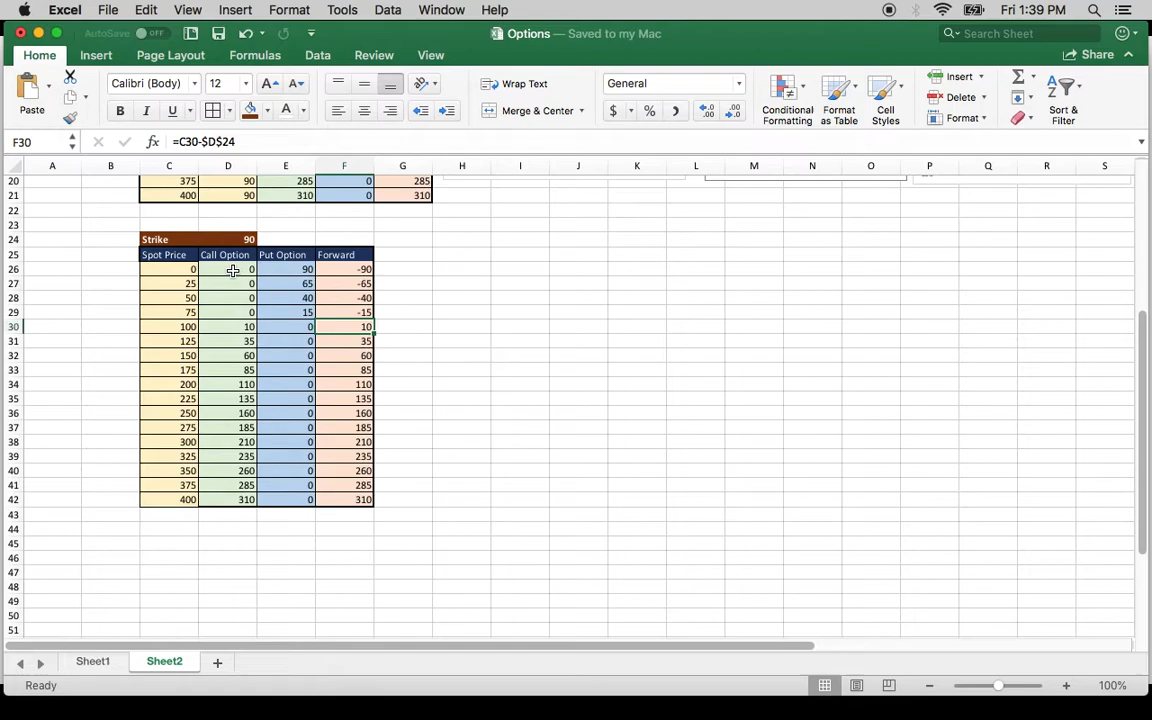 Excel File Edit View Insert Format Tools Data Window Help Fri 1:39 PM
AutoSave OFF Options — Saved to my Mac Search Sheet
Home Insert Page Layout Formulas Data Review View Share
Paste Calibri (Body) 12 A A Wrap Text General Conditional Formatting Format as Table Cell Styles Insert Sort & Filter
B I U A Merge & Center $ % Delete
Format
F30 fx =C30-$D$24
A B C D E F G H I J K L M N O P Q R S
20 375 90 285 0 285
21 400 90 310 0 310
22
23
24 Strike 90
25 Spot Price Call Option Put Option Forward
26 0 0 90 -90
27 25 0 65 -65
28 50 0 40 -40
29 75 0 15 -15
30 100 10 0 10
31 125 35 0 35
32 150 60 0 60
33 175 85 0 85
34 200 110 0 110
35 225 135 0 135
36 250 160 0 160
37 275 185 0 185
38 300 210 0 210
39 325 235 0 235
40 350 260 0 260
41 375 285 0 285
42 400 310 0 310
43
44
45
46
47
48
49
50
51
Sheet1 Sheet2 +
Ready 100%